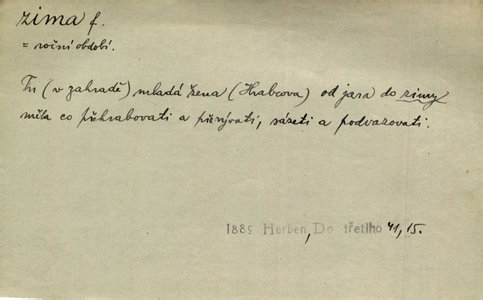 zima f.
= roční období.
Tu (v zahradě) mladá žena (Hrabcova) od jara do zimy
měla co přehrabovati a přerývati, sázeti a podvazovati.
1889 Herben, Do třetího 41, 15.